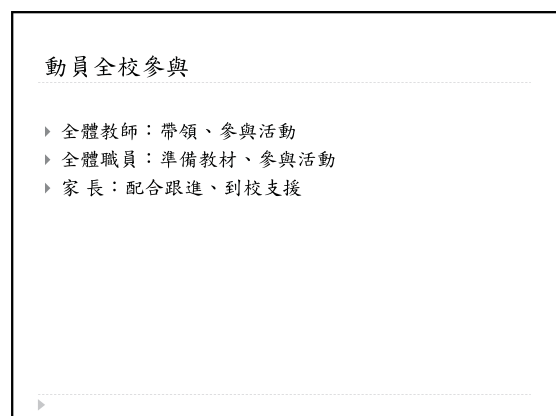 動員全校參與
全體教師：帶領、參與活動
全體職員：準備教材、參與活動
家 長：配合跟進、到校支援